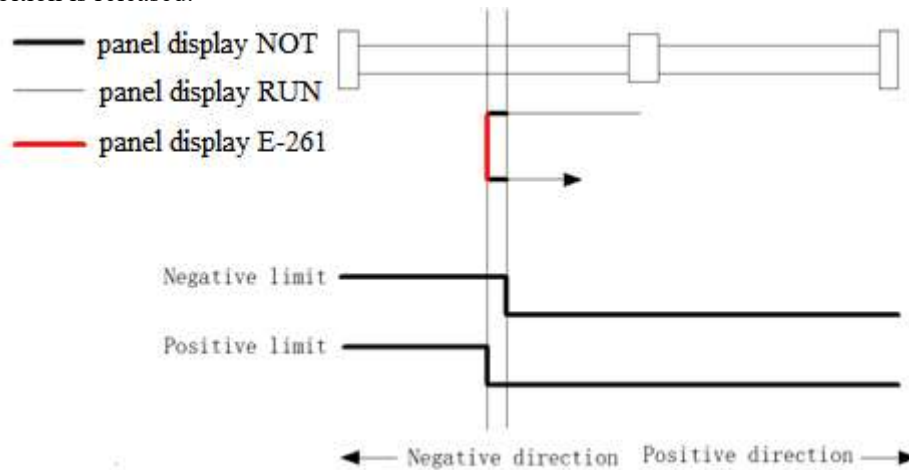 panel display NOT
panel display RUN
panel display E-261
Negative limit
Positive limit
Negative direction Positive direction